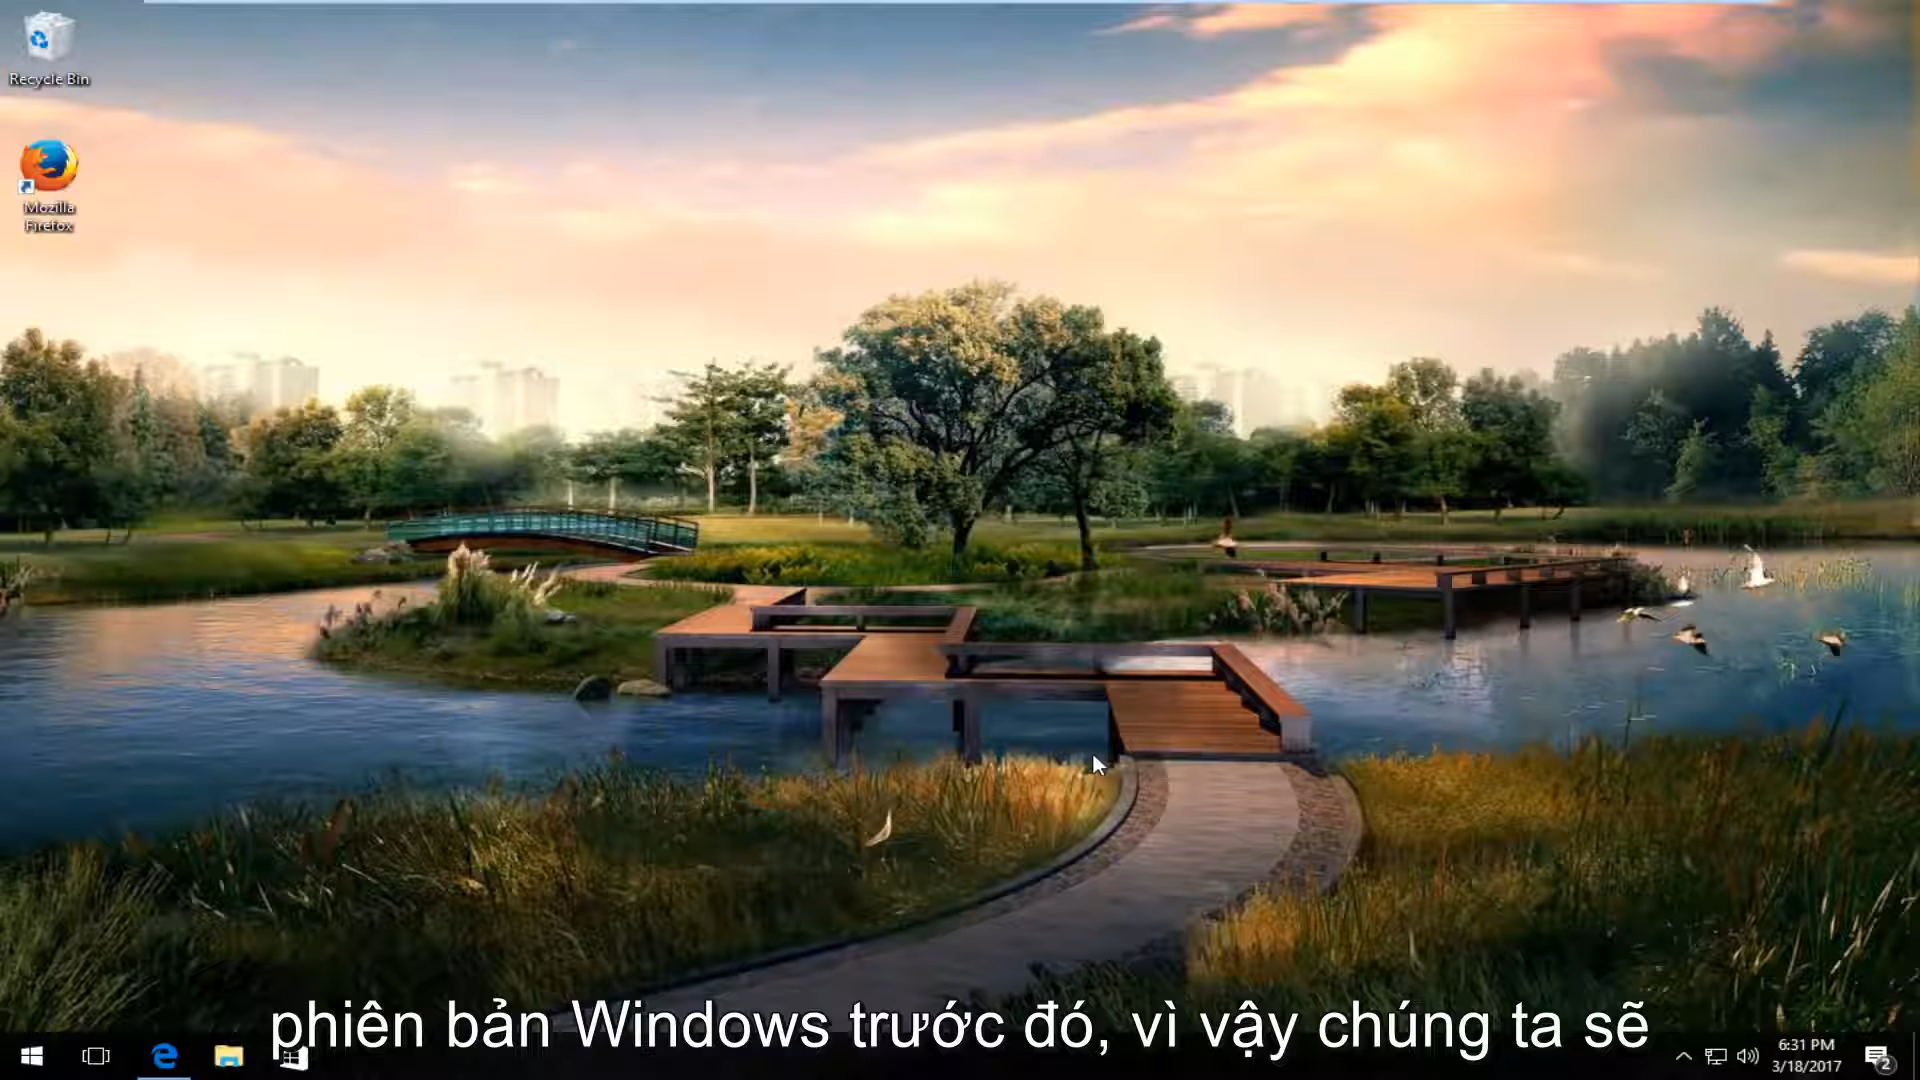 Recycle Bin
Mozilla
Firefox
phiên bản Windows trước đó, vì vậy chúng ta sẽ
6:31 PM
3/18/2017
2